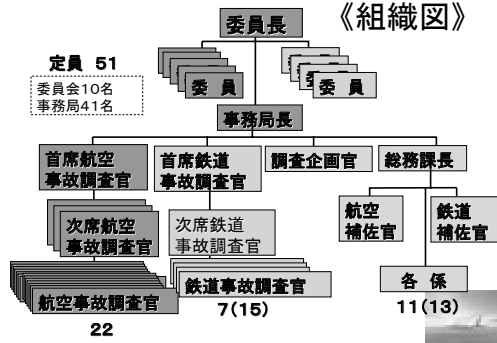 《組織図》
委員長
定員 51
委員会10名
事務局41名
委 員
委 員
事務局長
首席航空
事故調査官
首席鉄道
事故調査官
調査企画官
総務課長
次席航空
事故調査官
次席鉄道
事故調査官
航空
補佐官
鉄道
補佐官
航空事故調査官
22
鉄道事故調査官
7(15)
各 係
11(13)